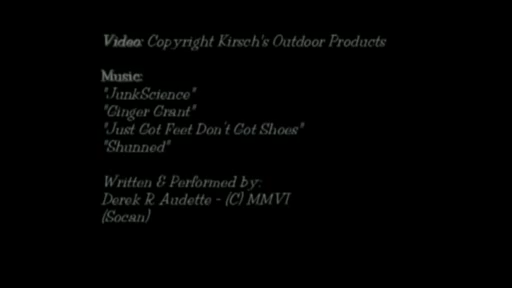 Video: Copyright Kirsch's Outdoor Products
Music:
"JunkScience"
"Ginger Grant"
"Just Got Feet Don't Got Shoes"
"Shunned"
Written & Performed by:
Derek R. Audette - (C) MMVI
(Socan)